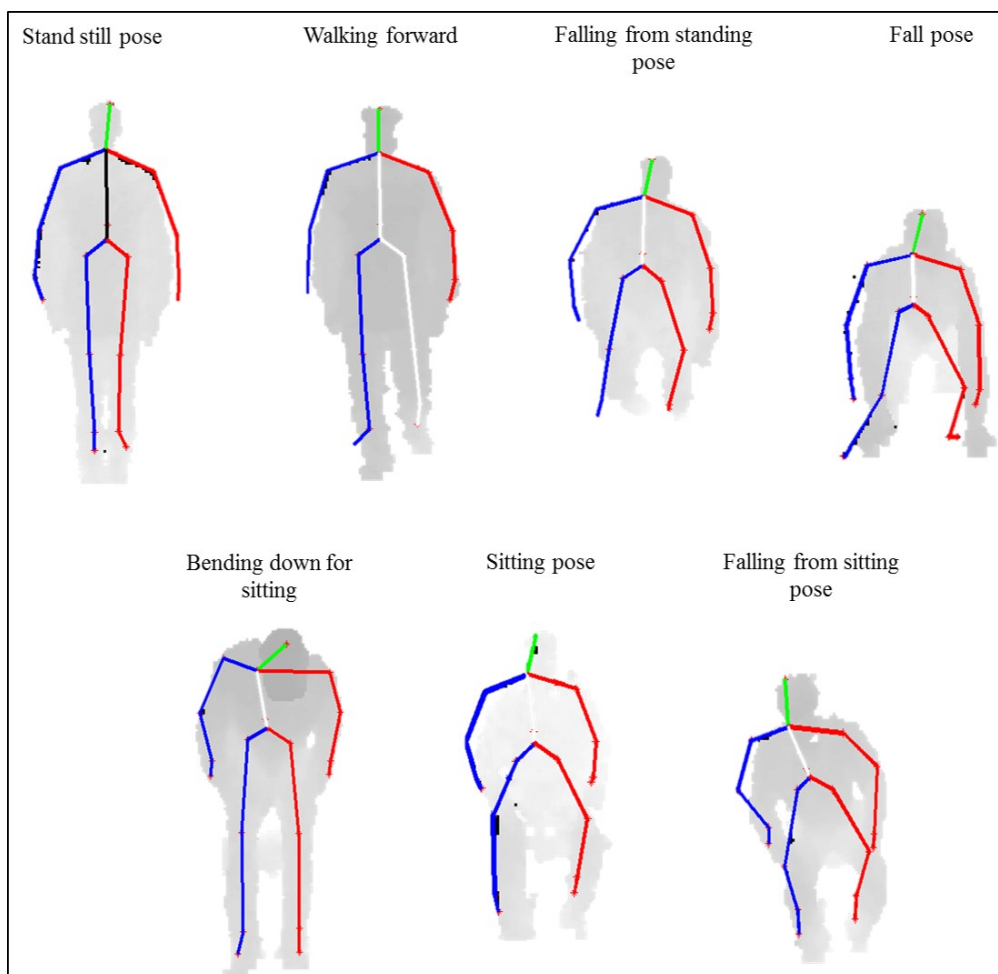 Stand still pose
Walking forward
Falling from standing
pose
Fall pose
Bending down for
sitting
Sitting pose
Falling from sitting
pose